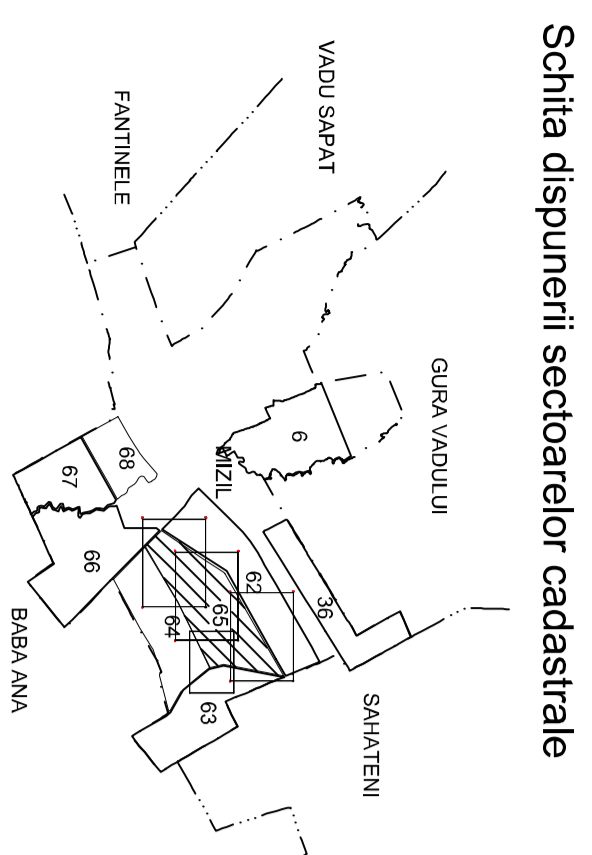 Schita dispunerii sectoarelor cadastrale
VADU SAPAT
FANTINELE
GURA VADULUI
6
MIZIL
68
67
66
36
62
65
64
63
SAHATENI
BABA ANA